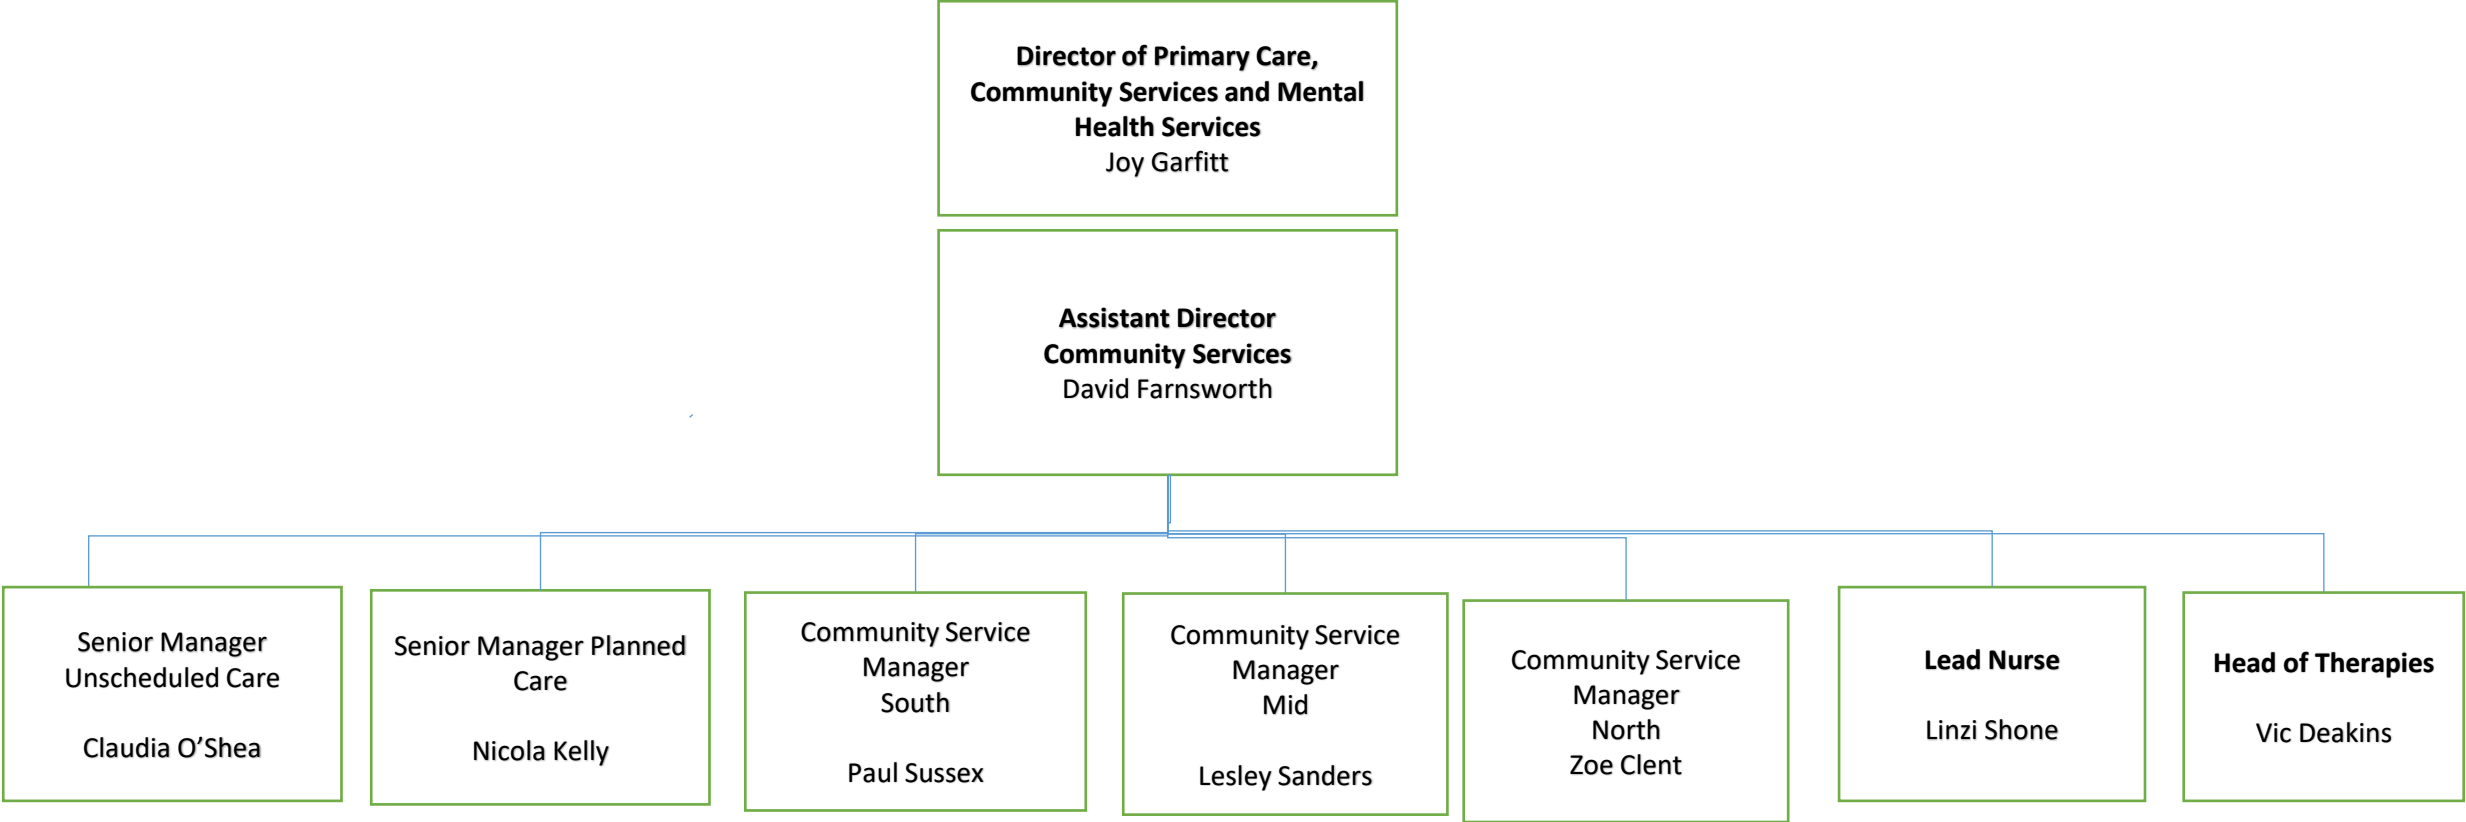 Director of Primary Care,
Community Services and Mental
Health Services
Joy Garfitt
Assistant Director
Community Services
David Farnsworth
Senior Manager
Unscheduled Care
Claudia O’Shea
Senior Manager Planned
Care
Nicola Kelly
Community Service
Manager
South
Paul Sussex
Community Service
Manager
Mid
Lesley Sanders
Community Service
Manager
North
Zoe Clent
Lead Nurse
Linzi Shone
Head of Therapies
Vic Deakins